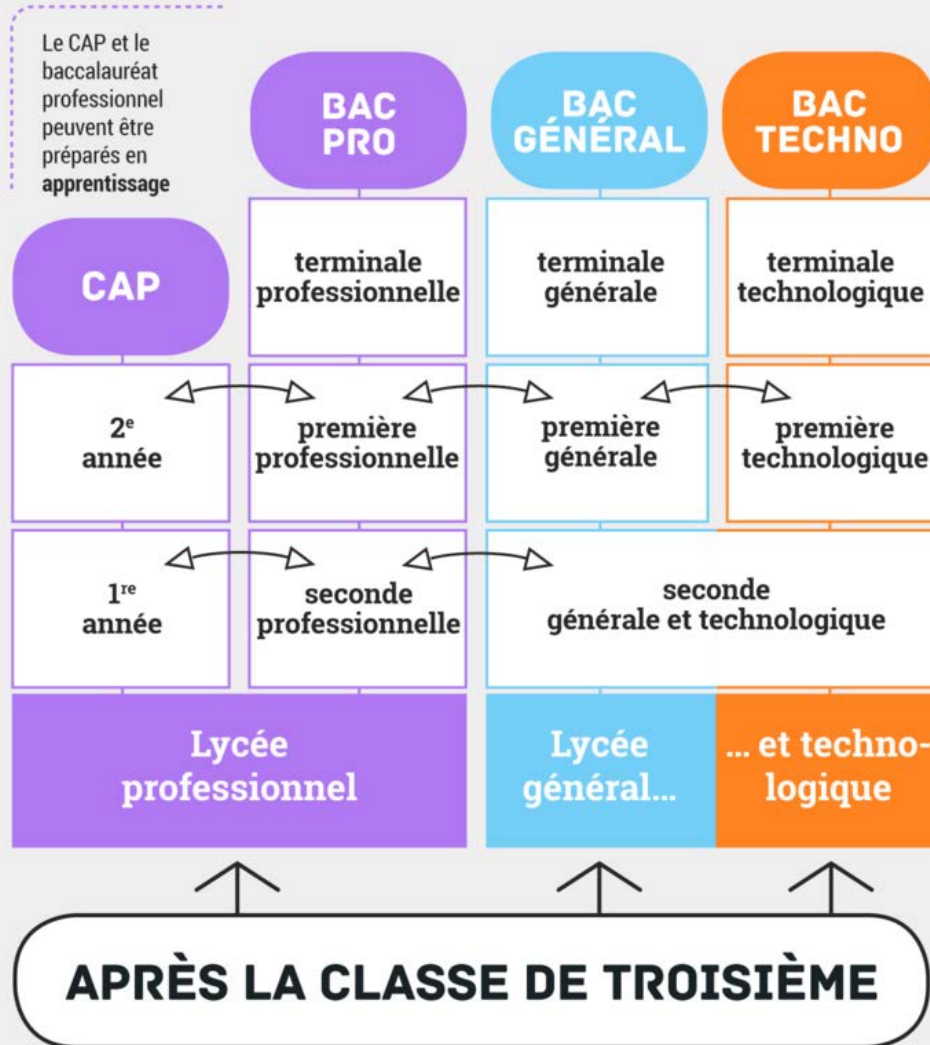 Le CAP et le
baccalauréat
professionnel
peuvent être
préparés en
apprentissage
BAC
PRO
BAC
GÉNÉRAL
BAC
TECHNO
CAP
terminale
professionnelle
terminale
générale
terminale
technologique
2e
année
première
professionnelle
première
générale
première
technologique
1re
année
seconde
professionnelle
seconde
générale et technologique
Lycée
professionnel
Lycée
général...
... et techno-
logique
APRÈS LA CLASSE DE TROISIÈME